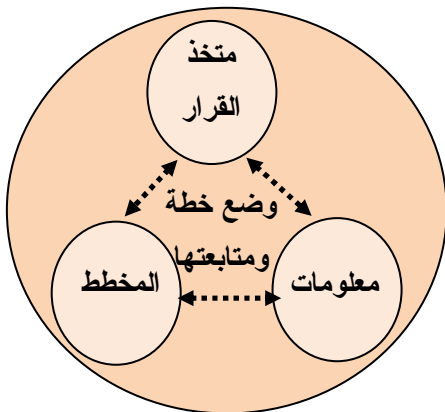 متخذ
القرار
وضع خطة
ومتابعتها
معلومات
المخطط